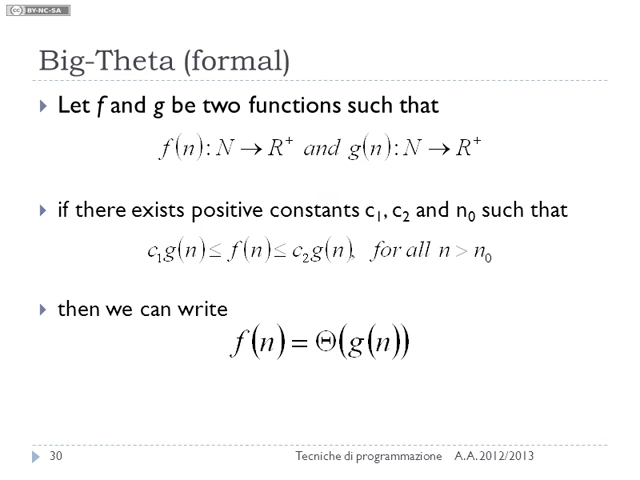 BY-NC-SA
Big-Theta (formal)
Let f and g be two functions such that
f(n): N → R⁺ and g(n): N → R⁺
if there exists positive constants c₁, c₂ and n₀ such that
c₁g(n) ≤ f(n) ≤ c₂g(n), for all n > n₀
then we can write
f(n) = Θ(g(n))
30 Tecniche di programmazione A.A. 2012/2013